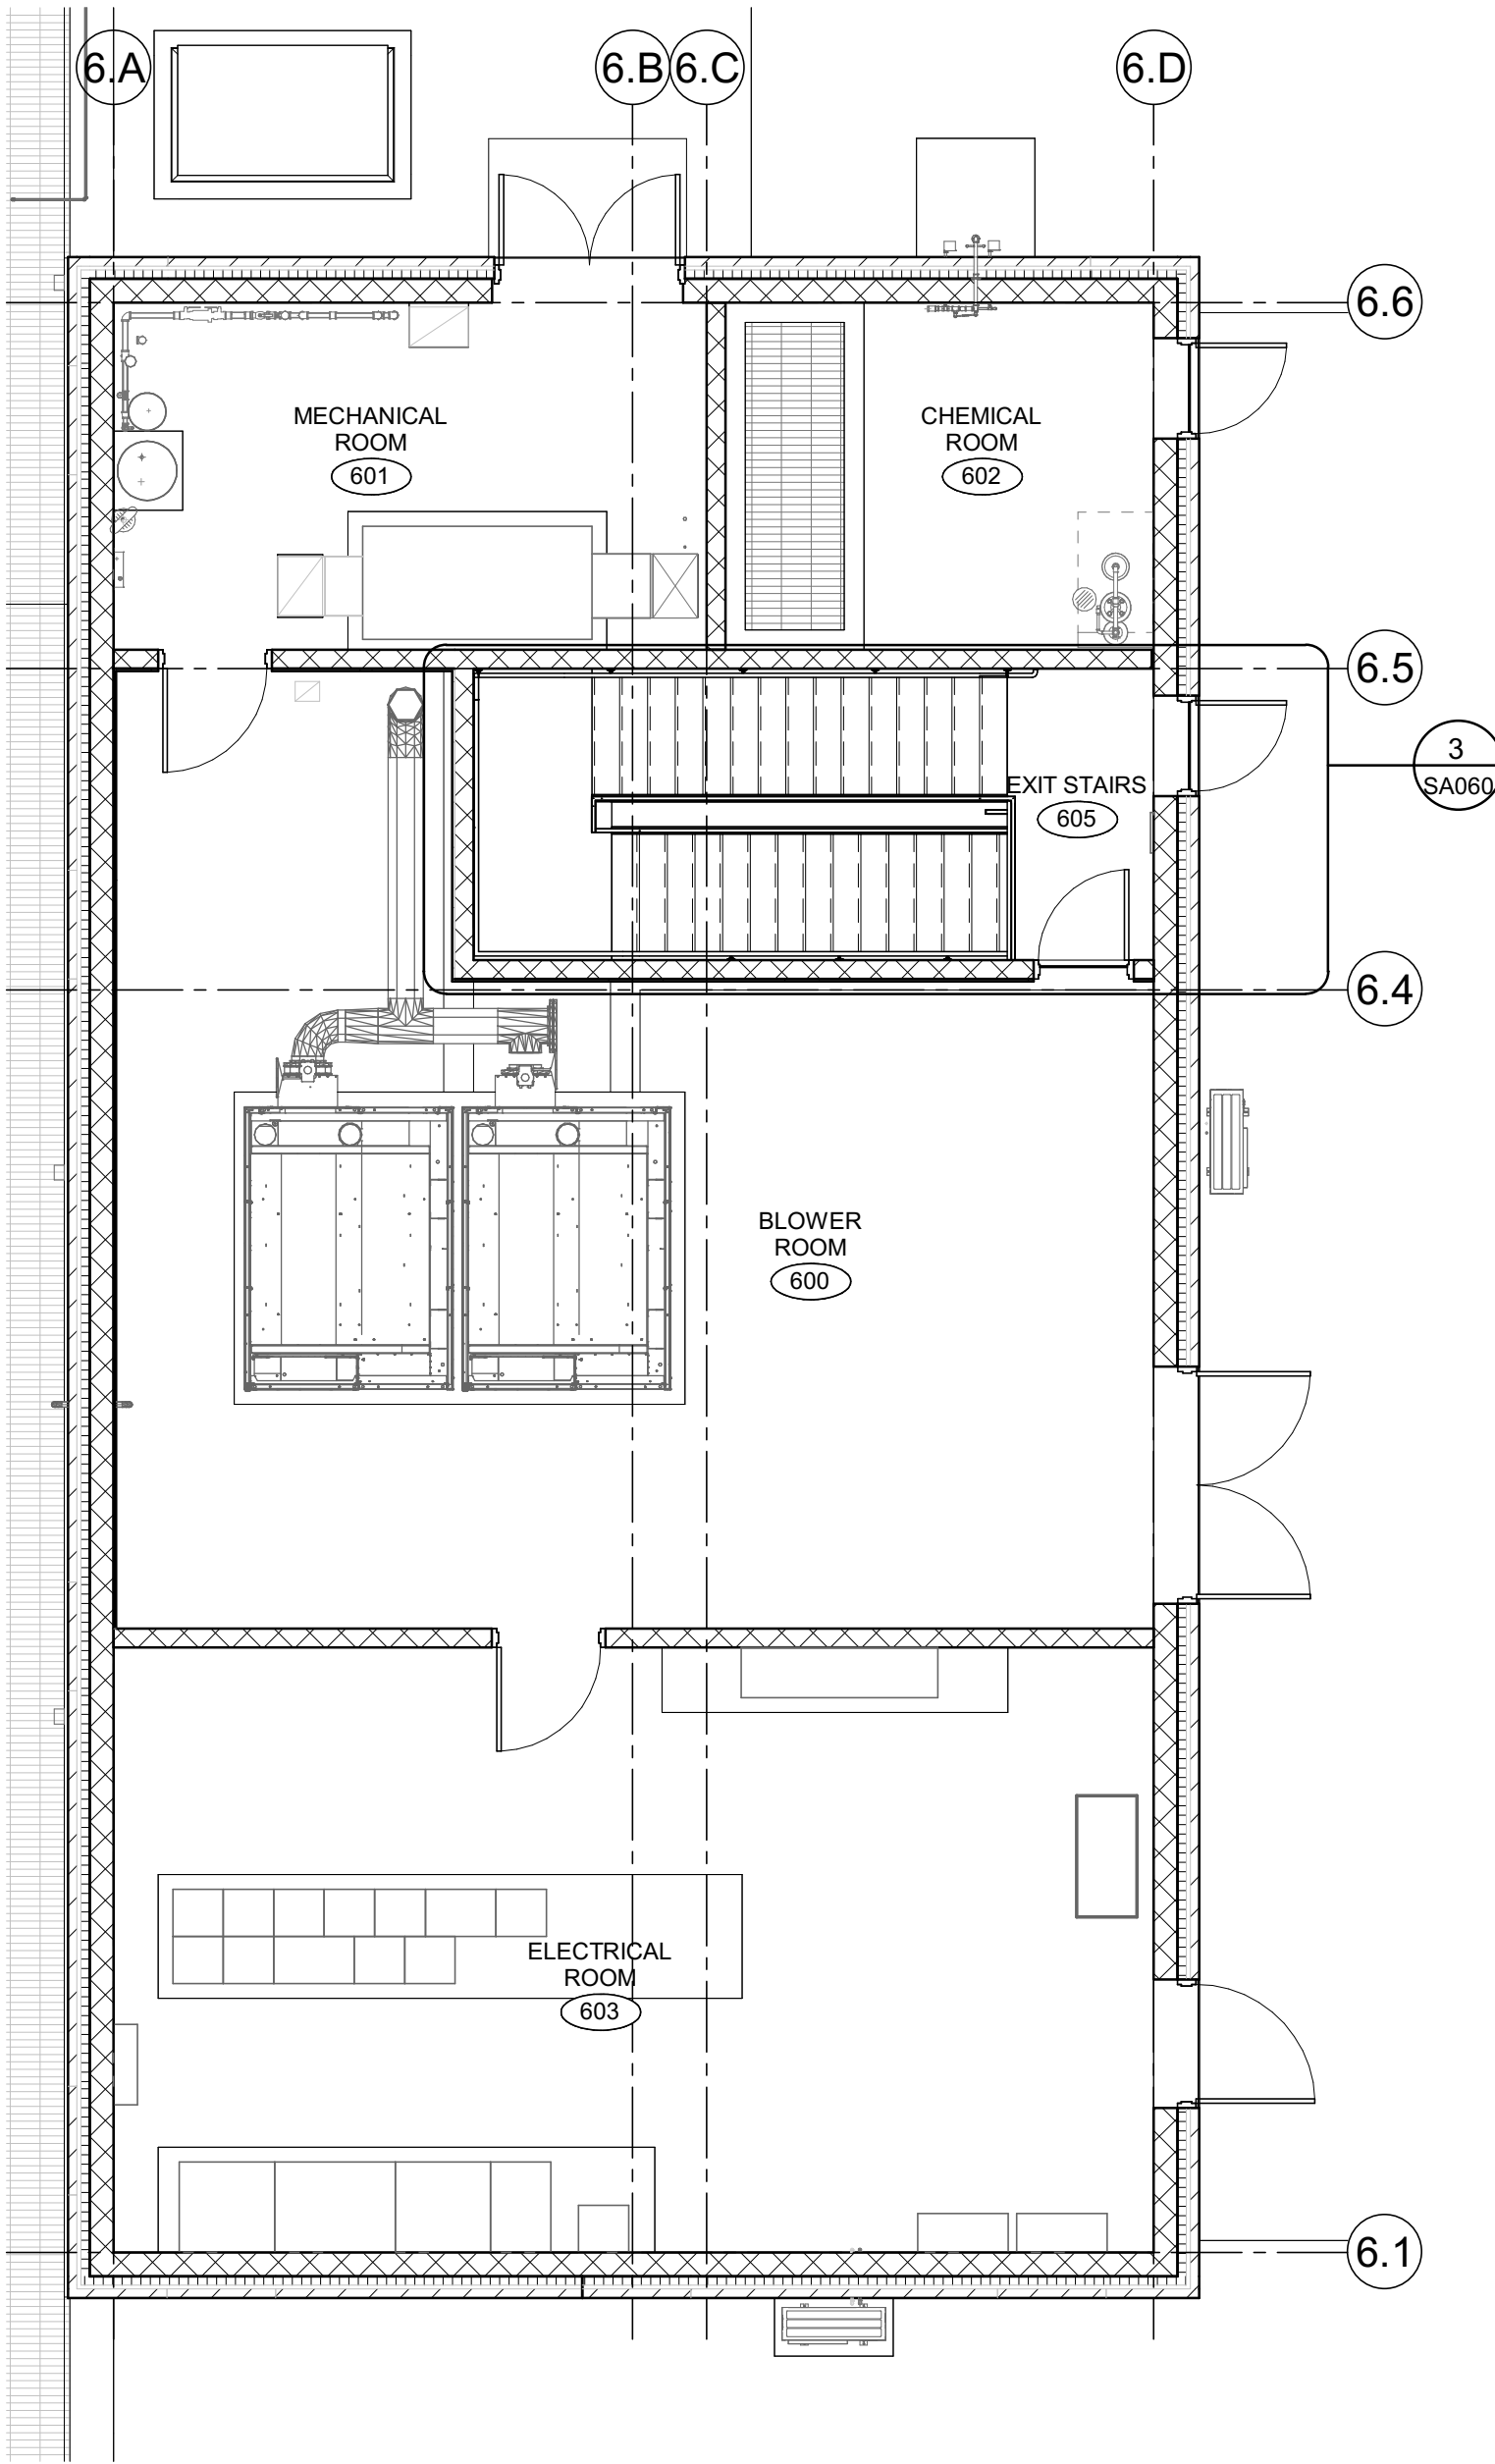 6.A
6.B
6.C
6.D
6.6
MECHANICAL
ROOM
601
CHEMICAL
ROOM
602
6.5
3
SA060
EXIT STAIRS
605
6.4
BLOWER
ROOM
600
ELECTRICAL
ROOM
603
6.1